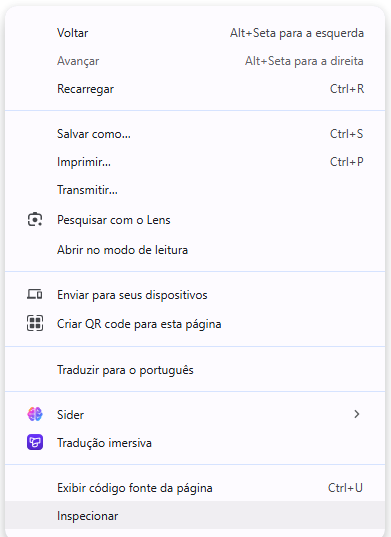 Voltar Alt+Seta para a esquerda
Avançar Alt+Seta para a direita
Recarregar Ctrl+R
Salvar como... Ctrl+S
Imprimir... Ctrl+P
Transmitir...
Pesquisar com o Lens
Abrir no modo de leitura
Enviar para seus dispositivos
Criar QR code para esta página
Traduzir para o português
Sider
Tradução imersiva
Exibir código fonte da página Ctrl+U
Inspecionar